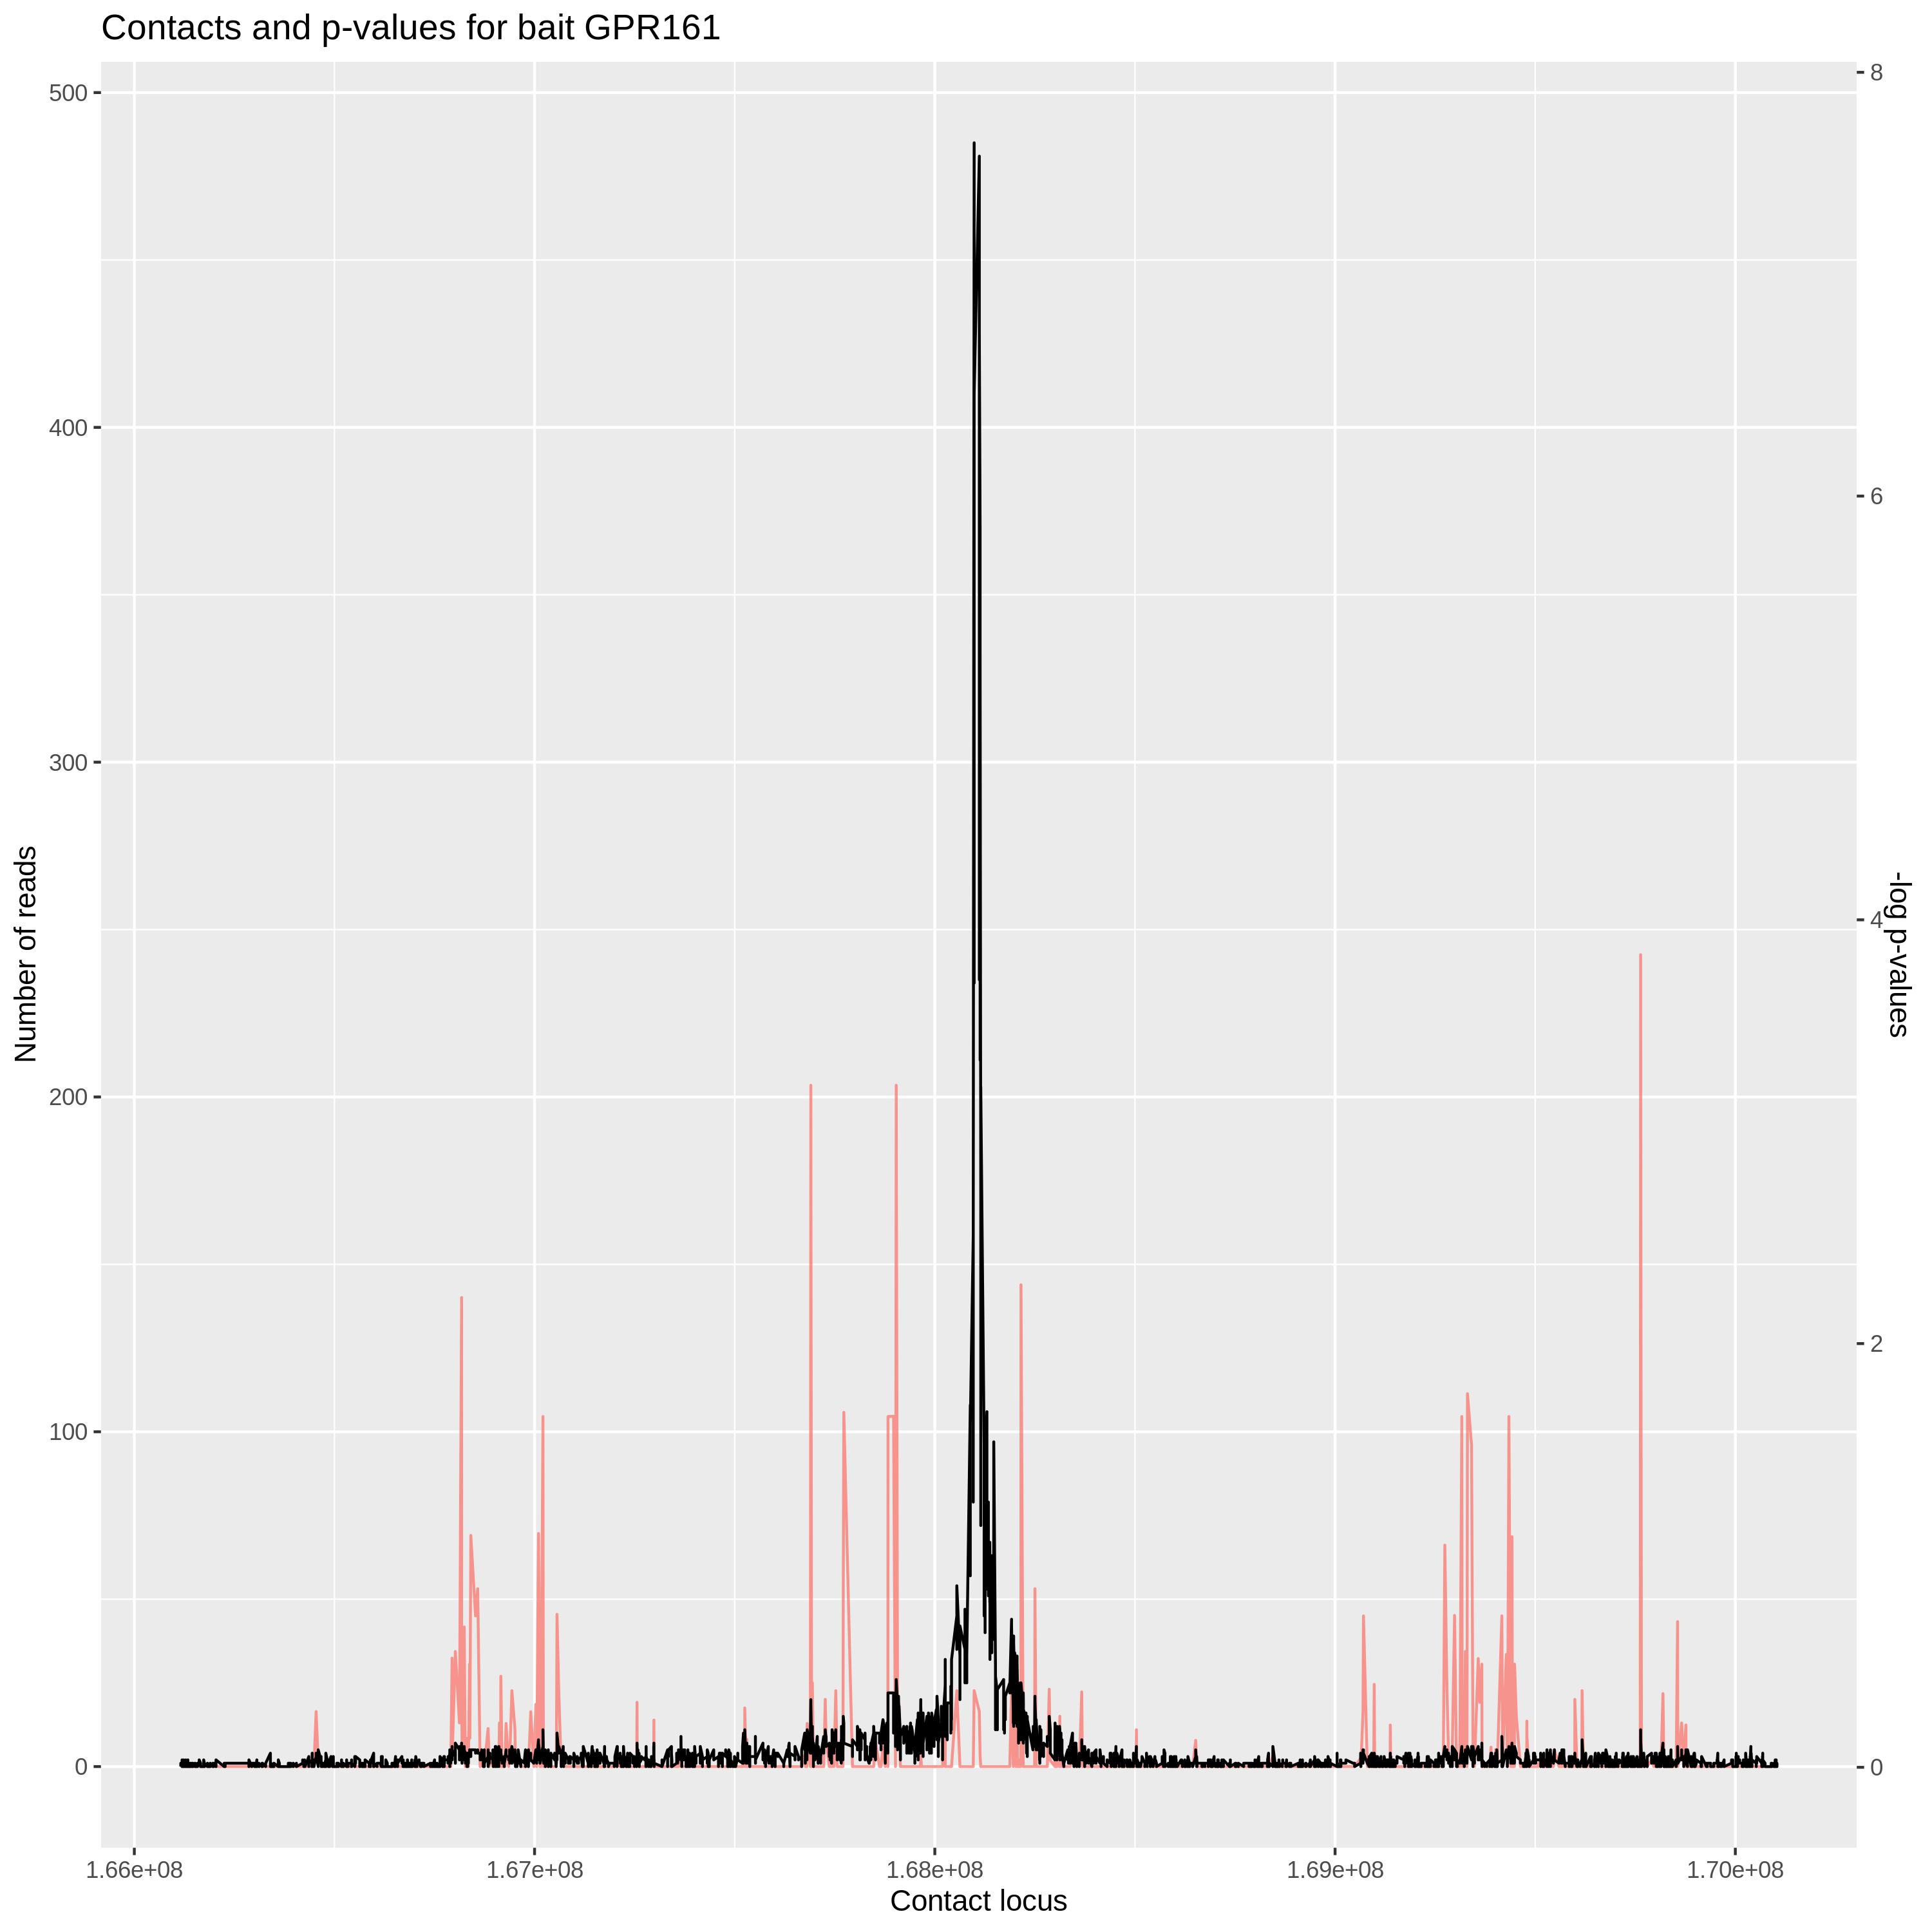 Contacts and p-values for bait GPR161
500
400
300
200
100
0
Number of reads
8
6
4
2
0
-log p-values
1.66e+08
1.67e+08
1.68e+08
1.69e+08
1.70e+08
Contact locus